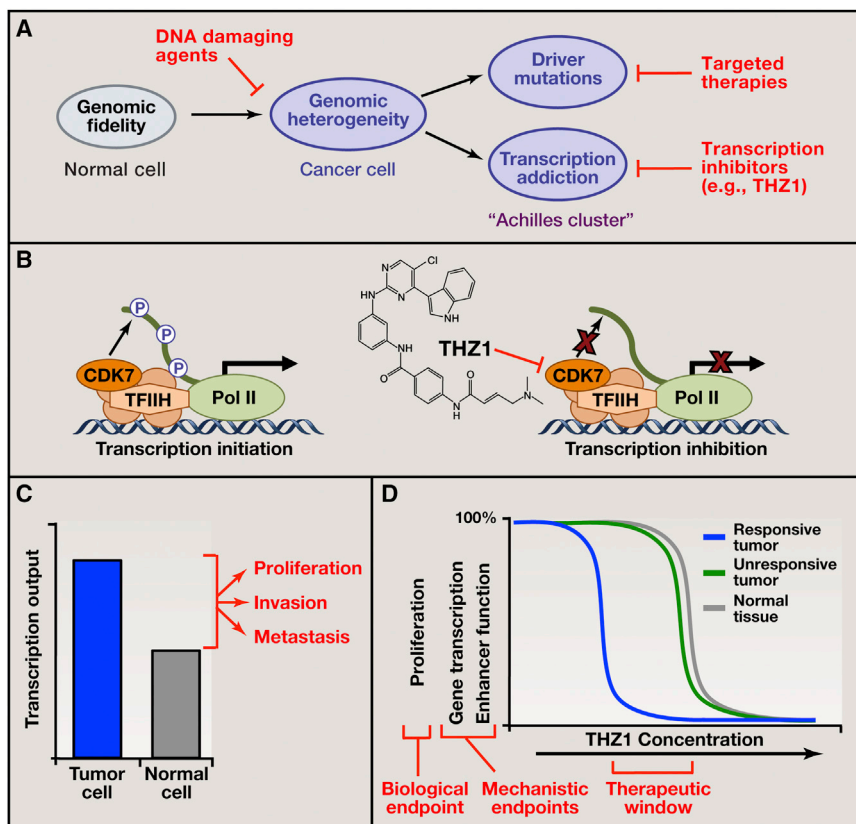 A
DNA damaging
agents
Genomic
fidelity
Normal cell
Genomic
heterogeneity
Cancer cell
Driver
mutations
Targeted
therapies
Transcription
addiction
"Achilles cluster"
Transcription
inhibitors
(e.g., THZ1)
B
P
P
P
CDK7
TFIIH
Pol II
Transcription initiation
Cl
N
N
HN
N
H
NH
O
O
N
H
N
THZ1
X
X
CDK7
TFIIH
Pol II
Transcription inhibition
C
Transcription output
Proliferation
Invasion
Metastasis
Tumor
cell
Normal
cell
D
100%
Proliferation
Gene transcription
Enhancer function
Responsive
tumor
Unresponsive
tumor
Normal
tissue
THZ1 Concentration
Biological
endpoint
Mechanistic
endpoints
Therapeutic
window